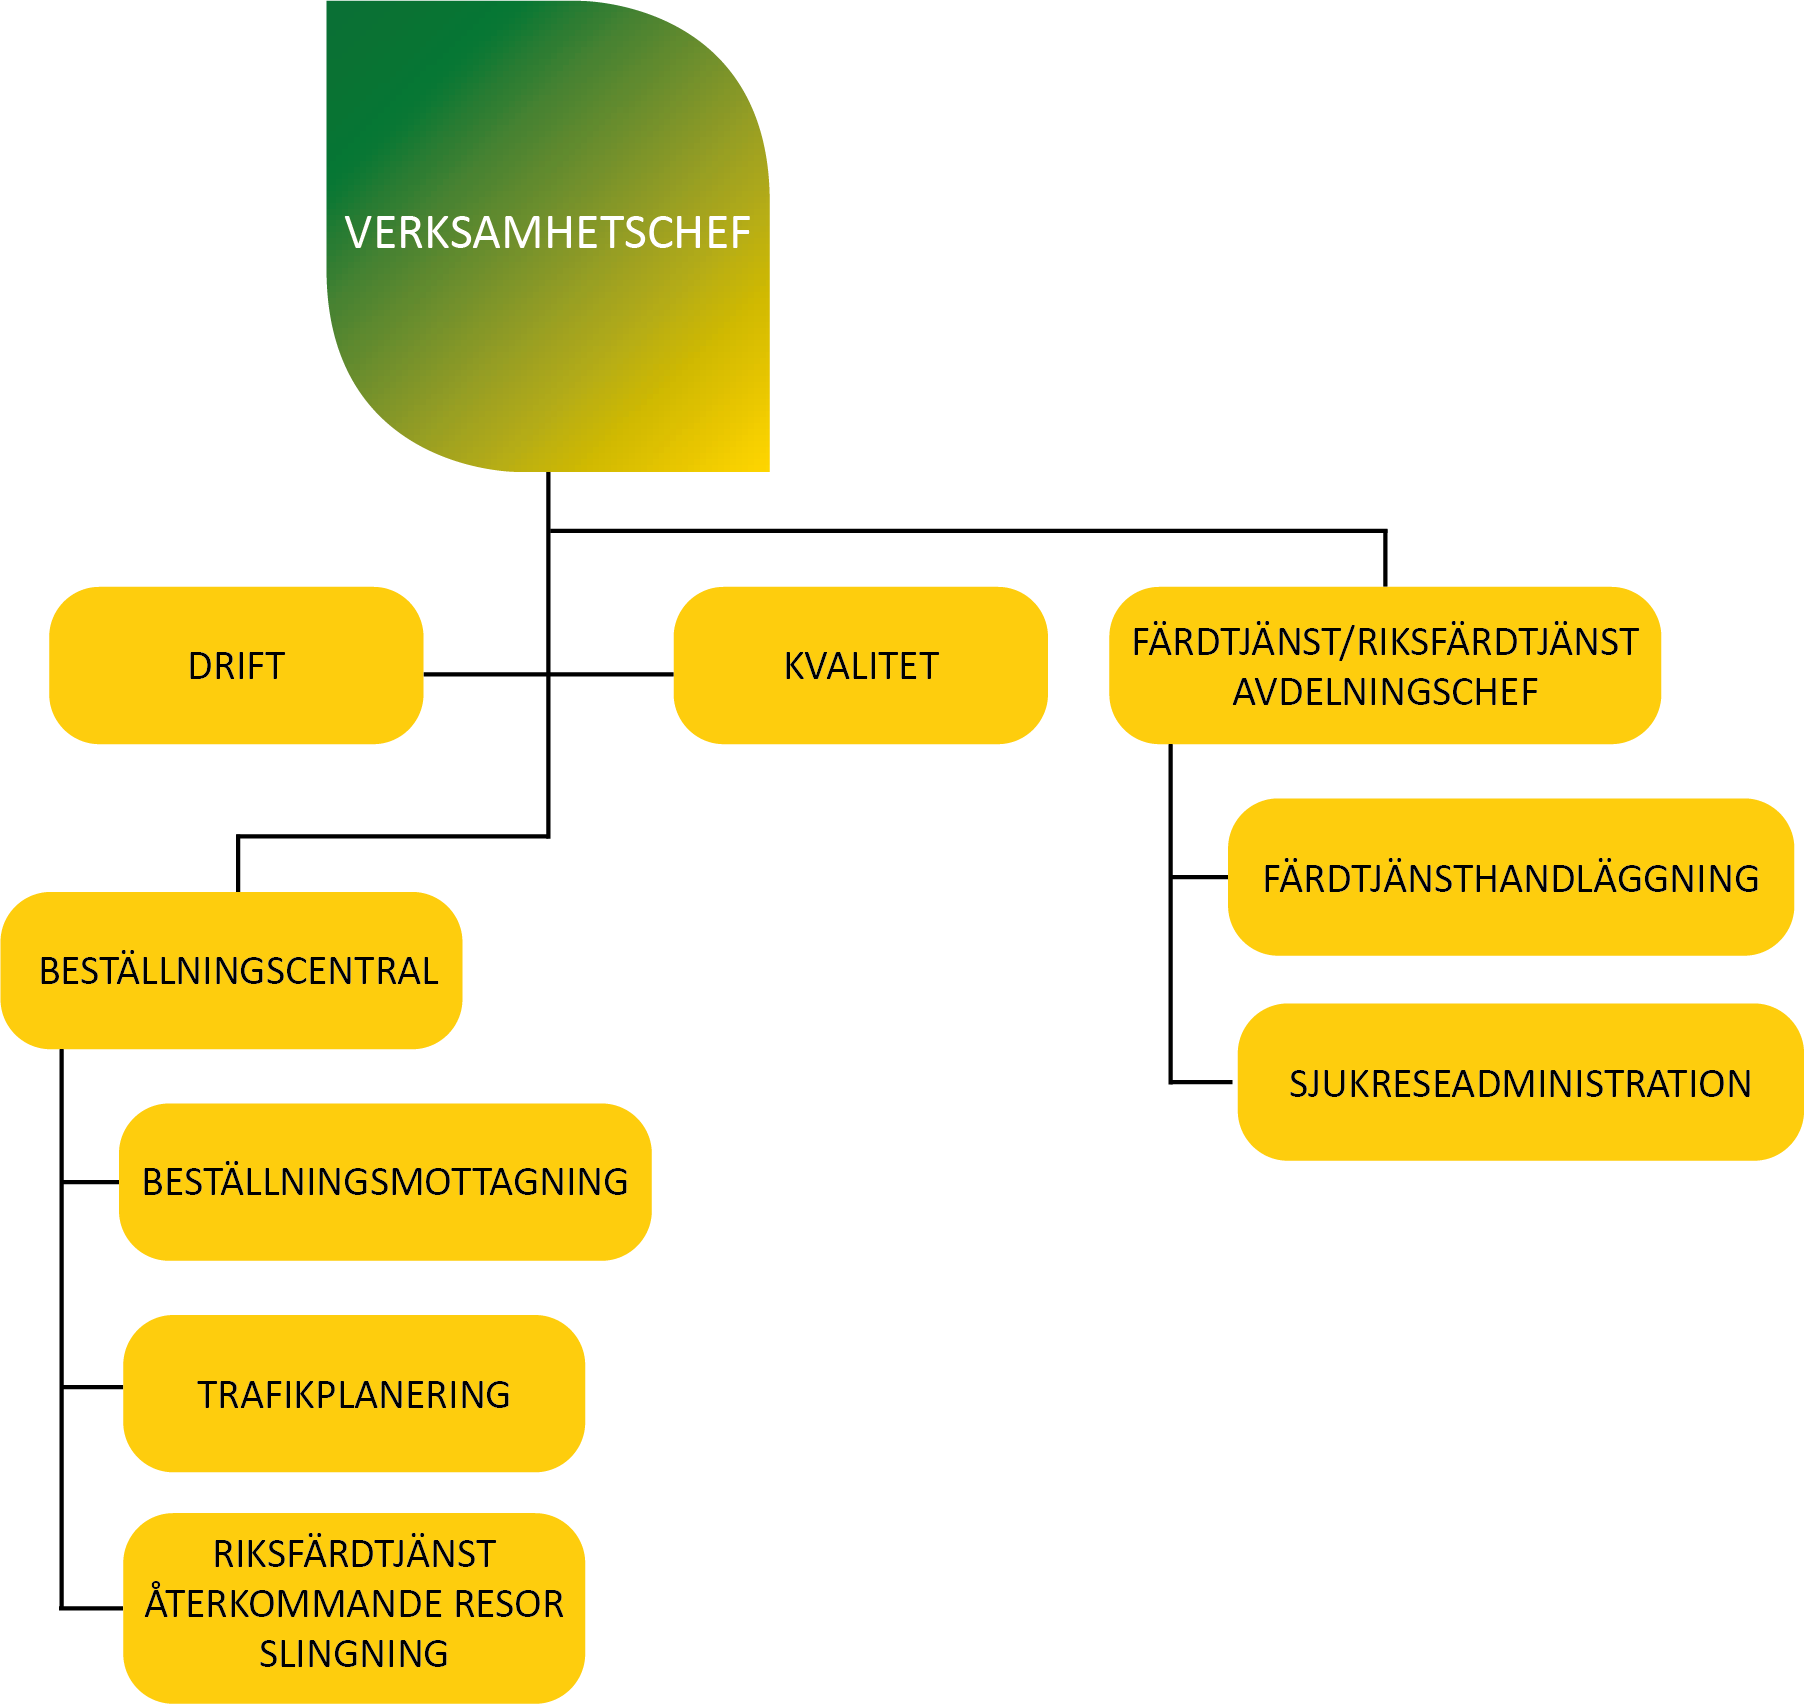 VERKSAMHETSCHEF
DRIFT
KVALITET
FÄRDTJÄNST/RIKSFÄRDTJÄNST
AVDELNINGSCHEF
FÄRDTJÄNSTHANDLÄGGNING
SJUKRESEADMINISTRATION
BESTÄLLNINGSCENTRAL
BESTÄLLNINGSMOTTAGNING
TRAFIKPLANERING
RIKSFÄRDTJÄNST
ÅTERKOMMANDE RESOR
SLINGNING